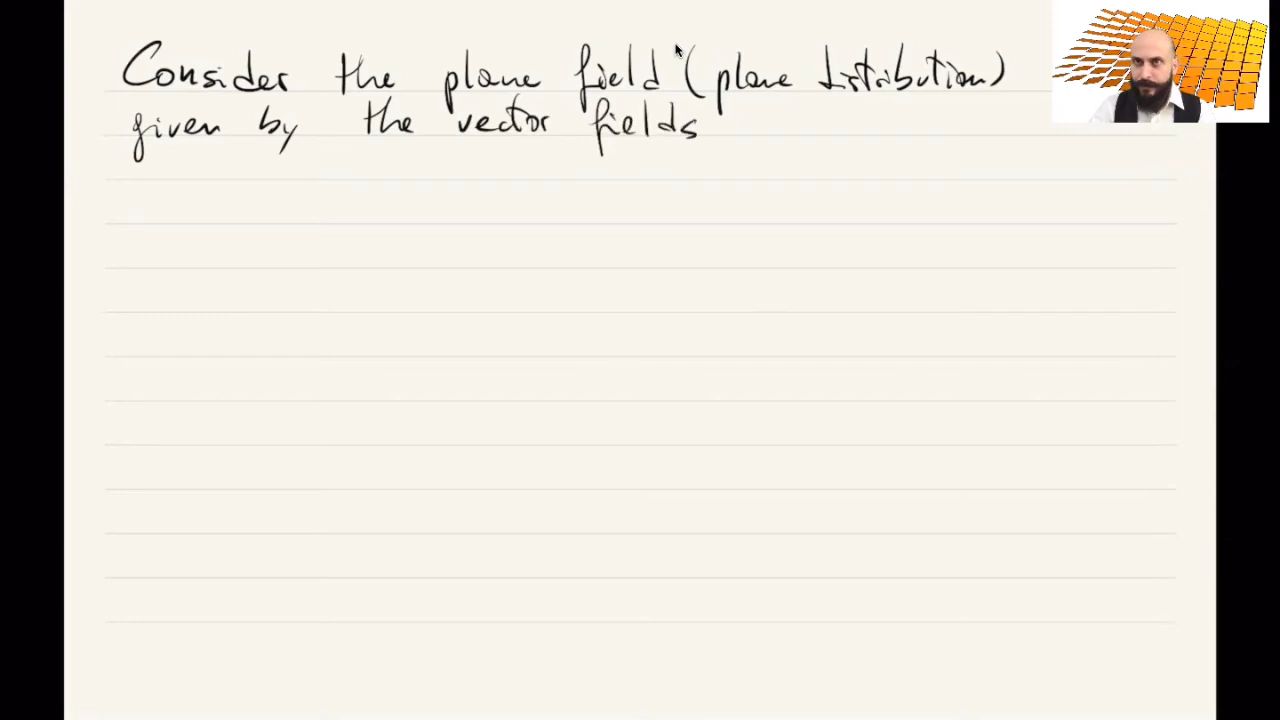 Consider the plane field (plane distribution)
given by the vector fields